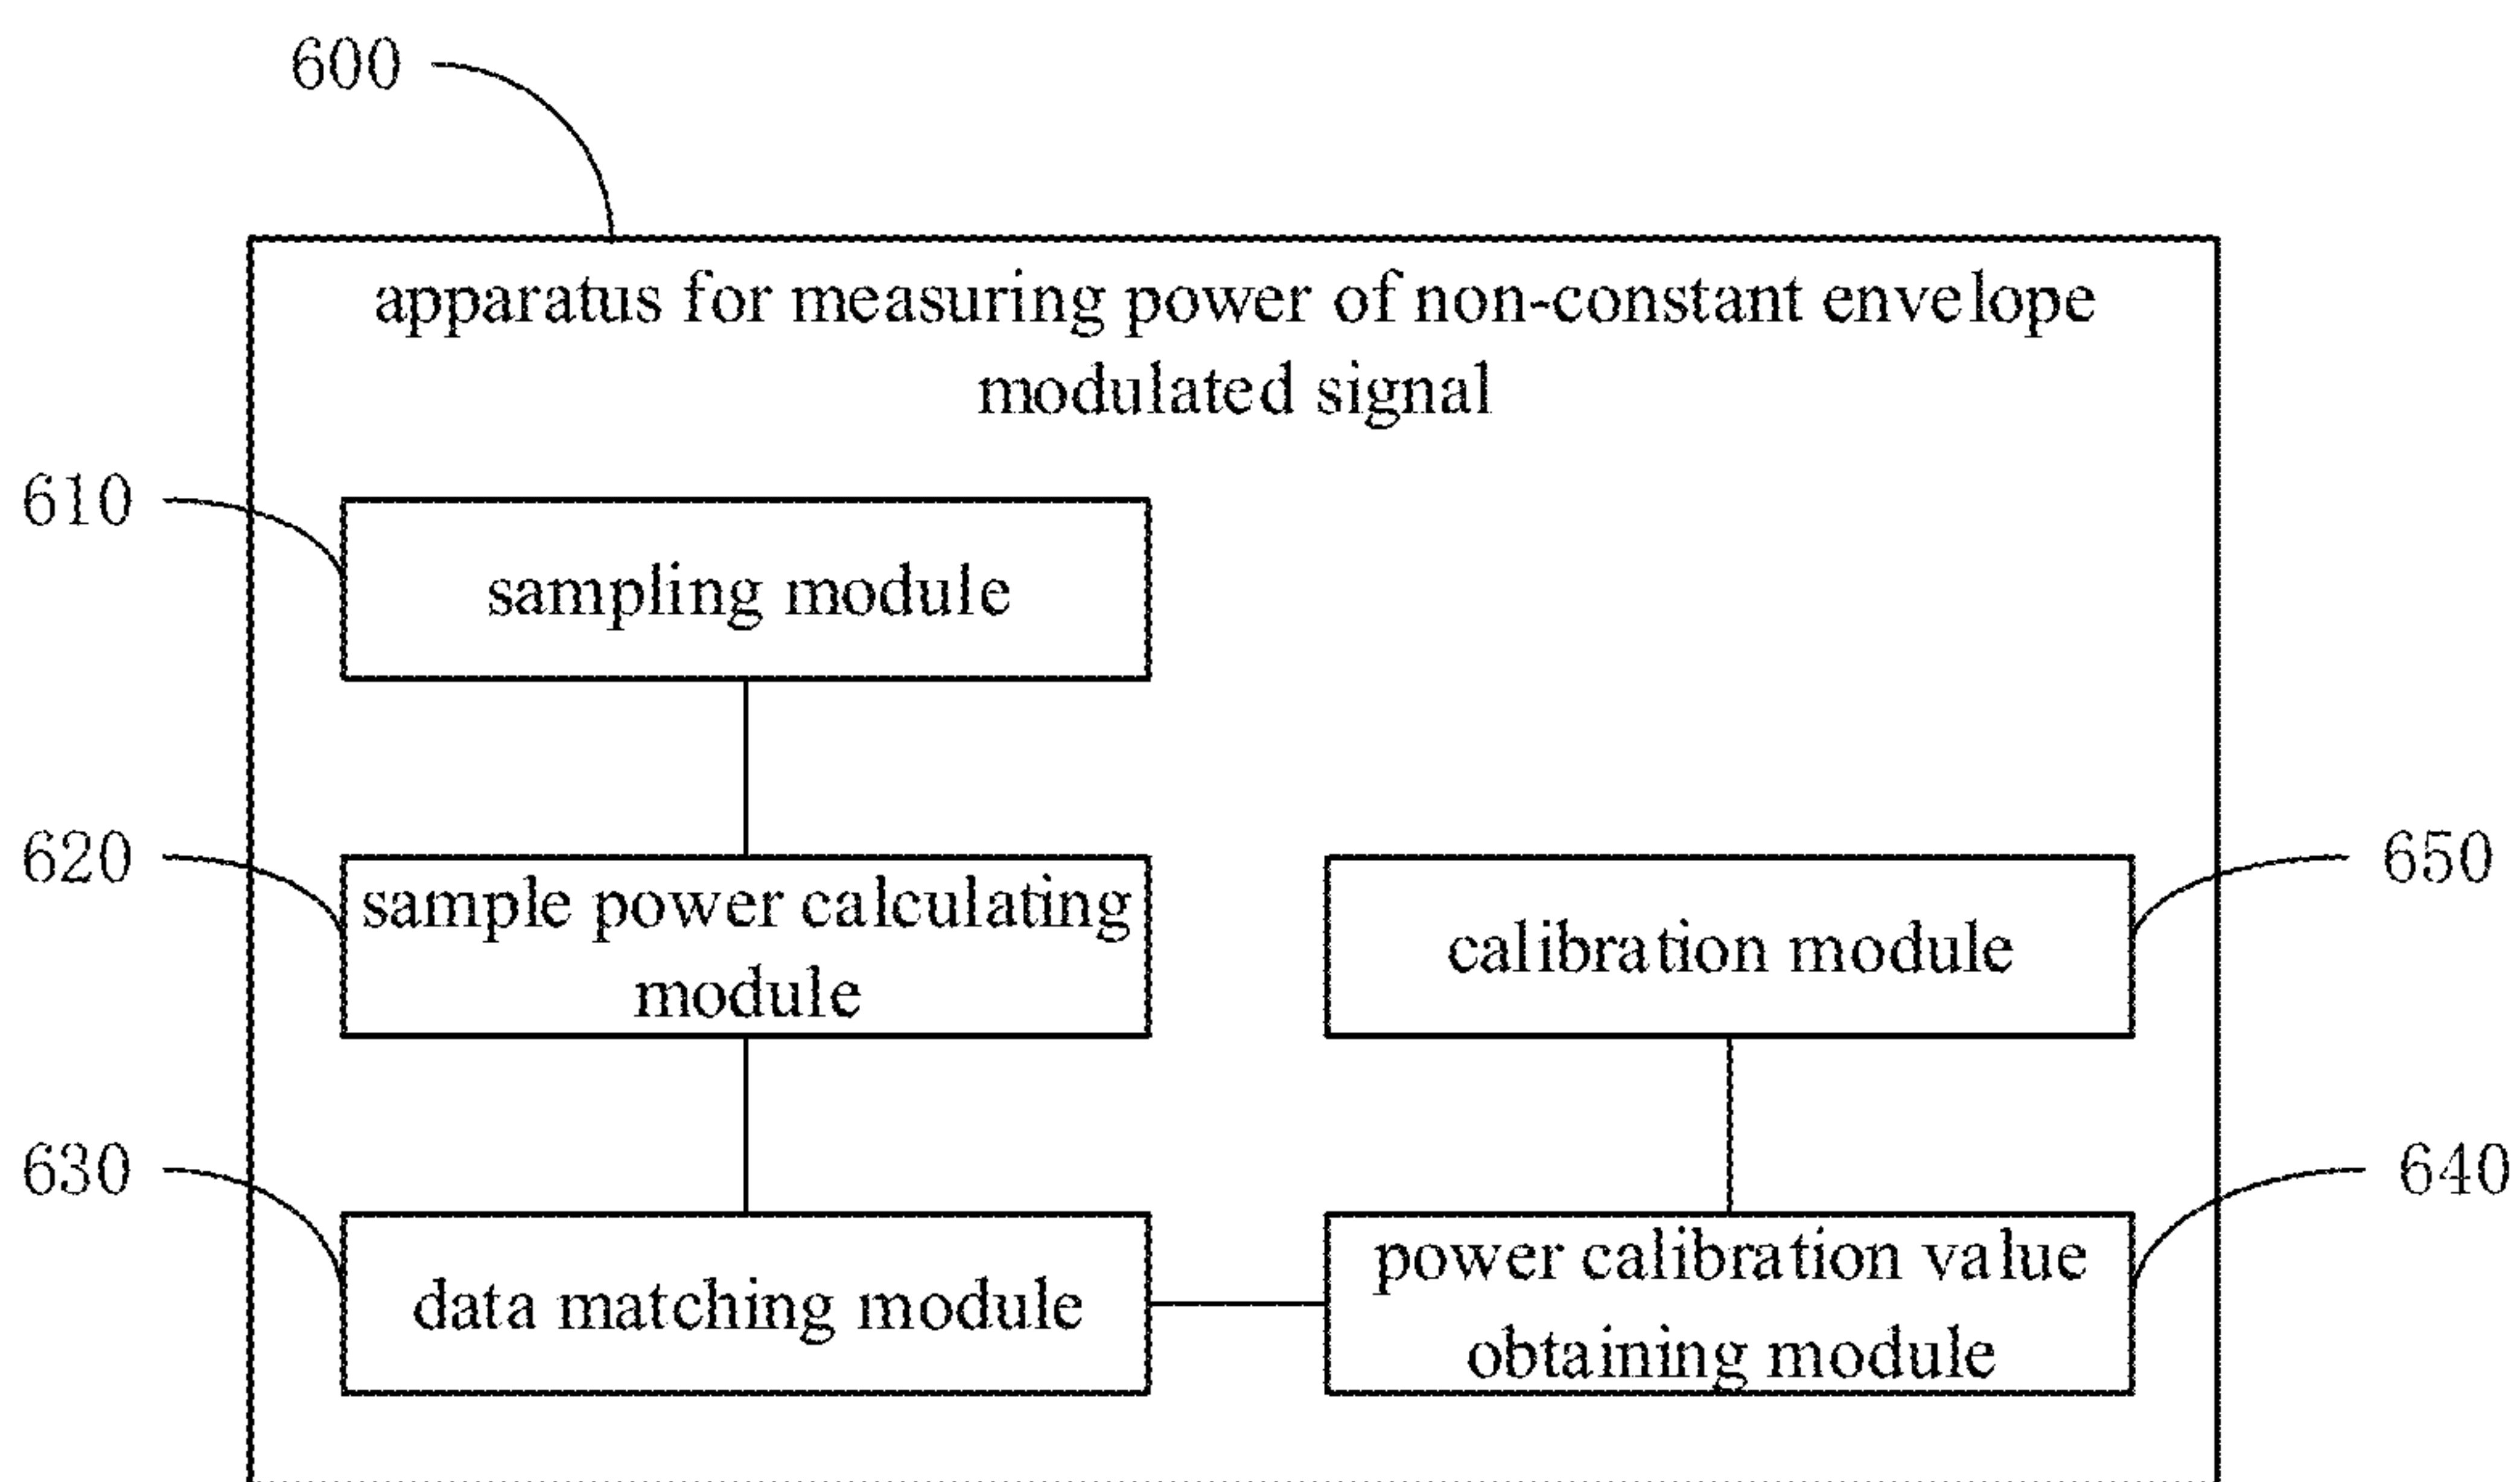 600
apparatus for measuring power of non-constant envelope
modulated signal
610
sampling module
620
sample power calculating
module
650
calibration module
630
data matching module
640
power calibration value
obtaining module